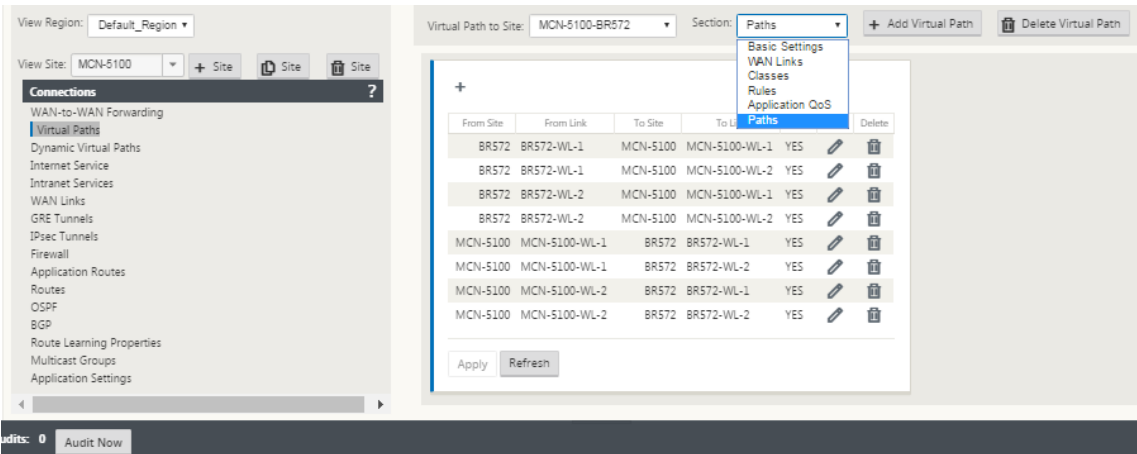 View Region: Default_Region
Virtual Path to Site: MCN-5100-BR572 Section: Paths + Add Virtual Path Delete Virtual Path
View Site: MCN-5100 + Site Site Site
Basic Settings
WAN Links
Classes
Rules
Application QoS
Paths
Connections ?
WAN-to-WAN Forwarding
Virtual Paths
Dynamic Virtual Paths
Internet Service
Intranet Services
WAN Links
GRE Tunnels
IPsec Tunnels
Firewall
Application Routes
Routes
OSPF
BGP
Route Learning Properties
Multicast Groups
Application Settings
+
From Site From Link To Site To Li Delete
BR572 BR572-WL-1 MCN-5100 MCN-5100-WL-1 YES
BR572 BR572-WL-1 MCN-5100 MCN-5100-WL-2 YES
BR572 BR572-WL-2 MCN-5100 MCN-5100-WL-1 YES
BR572 BR572-WL-2 MCN-5100 MCN-5100-WL-2 YES
MCN-5100 MCN-5100-WL-1 BR572 BR572-WL-1 YES
MCN-5100 MCN-5100-WL-1 BR572 BR572-WL-2 YES
MCN-5100 MCN-5100-WL-2 BR572 BR572-WL-1 YES
MCN-5100 MCN-5100-WL-2 BR572 BR572-WL-2 YES
Apply Refresh
udits: 0 Audit Now